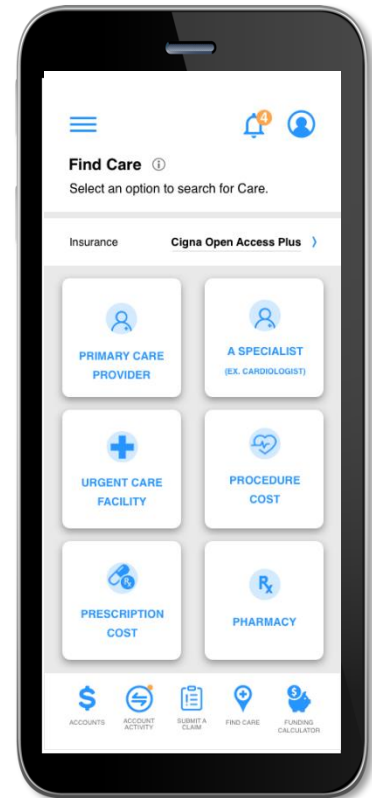 4
Find Care
Select an option to search for Care.
Insurance Cigna Open Access Plus
PRIMARY CARE
PROVIDER
A SPECIALIST
(EX. CARDIOLOGIST)
URGENT CARE
FACILITY
PROCEDURE
COST
PRESCRIPTION
COST
Rx
PHARMACY
ACCOUNTS
ACCOUNT
ACTIVITY
SUBMIT A
CLAIM
FIND CARE
FUNDING
CALCULATOR